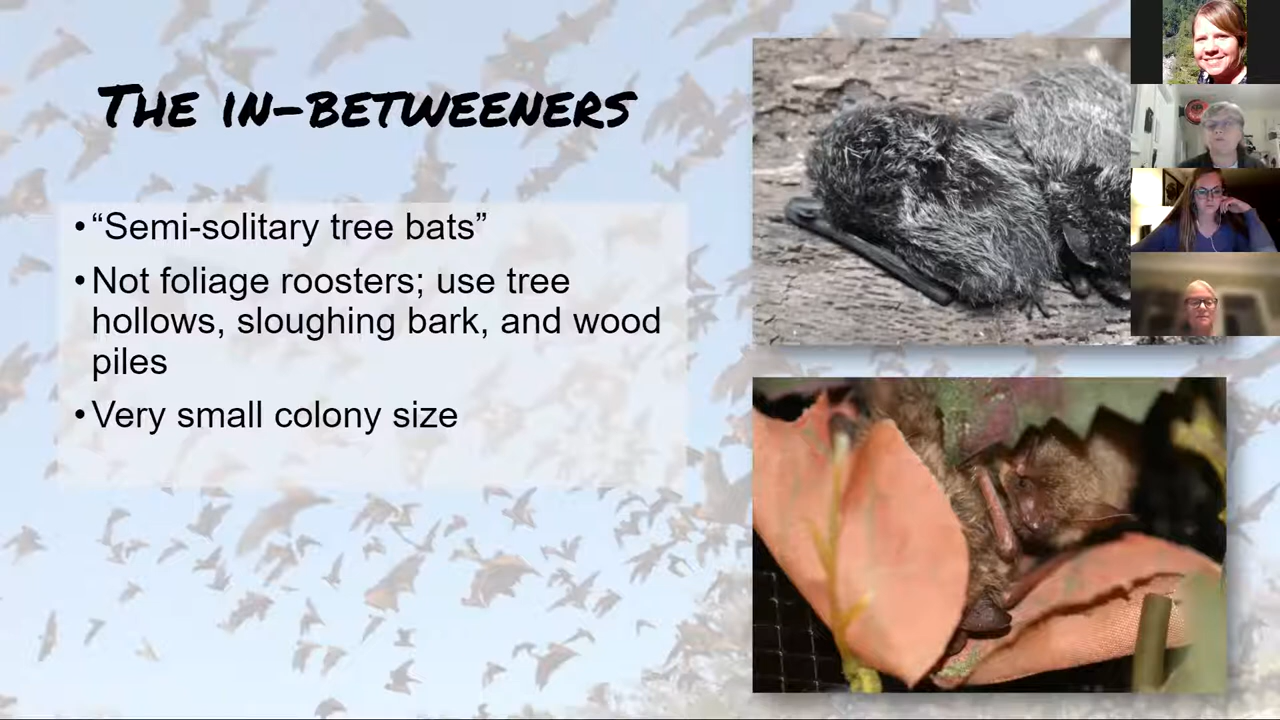 THE IN-BETWEENERS
•“Semi-solitary tree bats”
•Not foliage roosters; use tree
hollows, sloughing bark, and wood
piles
•Very small colony size